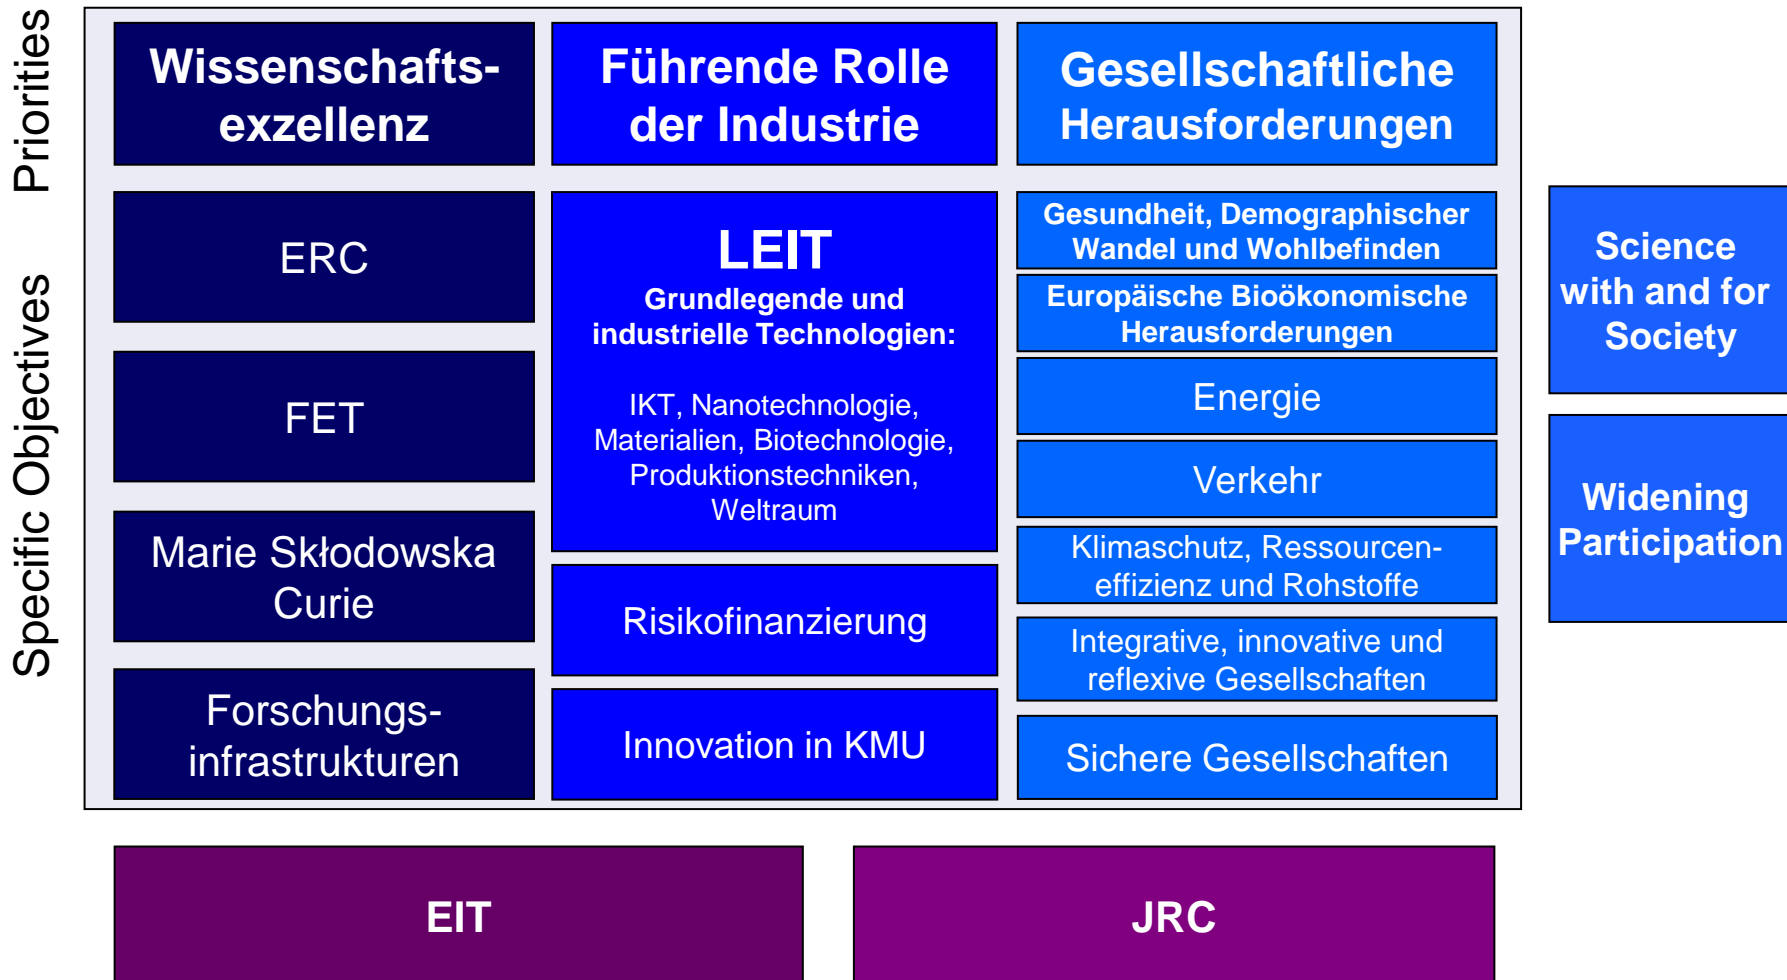 Priorities
Specific Objectives
Wissenschafts-
exzellenz
ERC
FET
Marie Skłodowska
Curie
Forschungs-
infrastrukturen
Führende Rolle
der Industrie
LEIT
Grundlegende und
industrielle Technologien:
IKT, Nanotechnologie,
Materialien, Biotechnologie,
Produktionstechniken,
Weltraum
Risikofinanzierung
Innovation in KMU
Gesellschaftliche
Herausforderungen
Gesundheit, Demographischer
Wandel und Wohlbefinden
Europäische Bioökonomische
Herausforderungen
Energie
Verkehr
Klimaschutz, Ressourcen-
effizienz und Rohstoffe
Integrative, innovative und
reflexive Gesellschaften
Sichere Gesellschaften
Science
with and for
Society
Widening
Participation
EIT
JRC